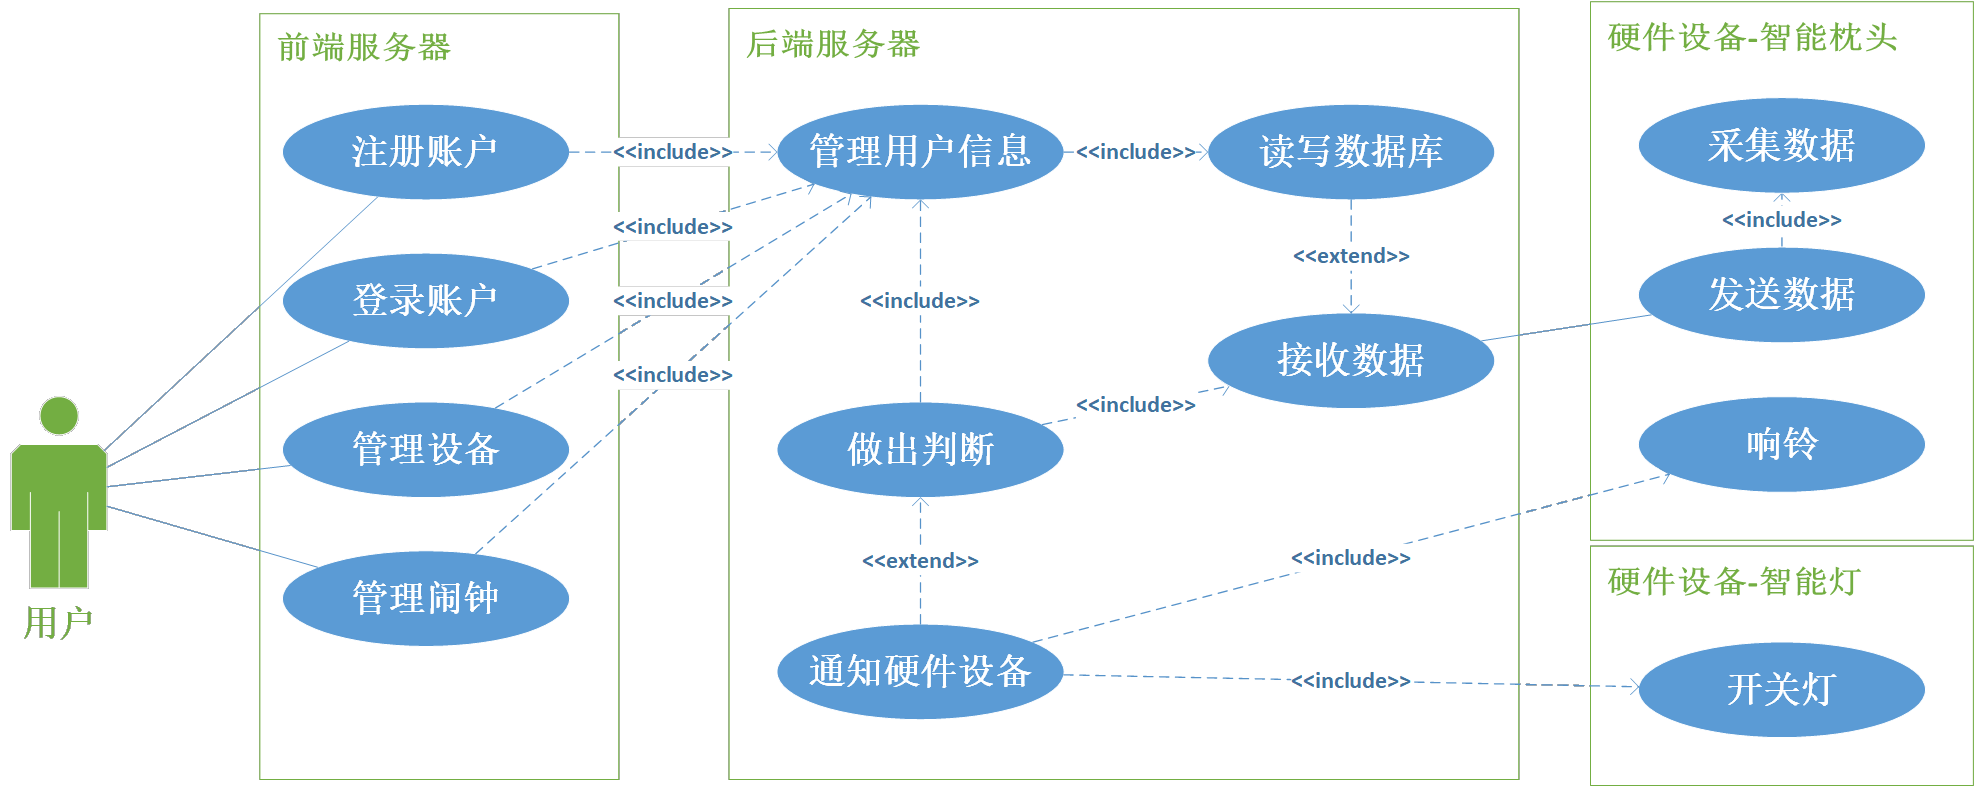 前端服务器
注册账户
登录账户
管理设备
管理闹钟
用户
<<include>>
<<include>>
<<include>>
<<include>>
后端服务器
管理用户信息
<<include>>
读写数据库
<<extend>>
<<include>>
接收数据
<<include>>
做出判断
<<extend>>
通知硬件设备
<<include>>
<<include>>
硬件设备-智能枕头
采集数据
<<include>>
发送数据
响铃
硬件设备-智能灯
开关灯